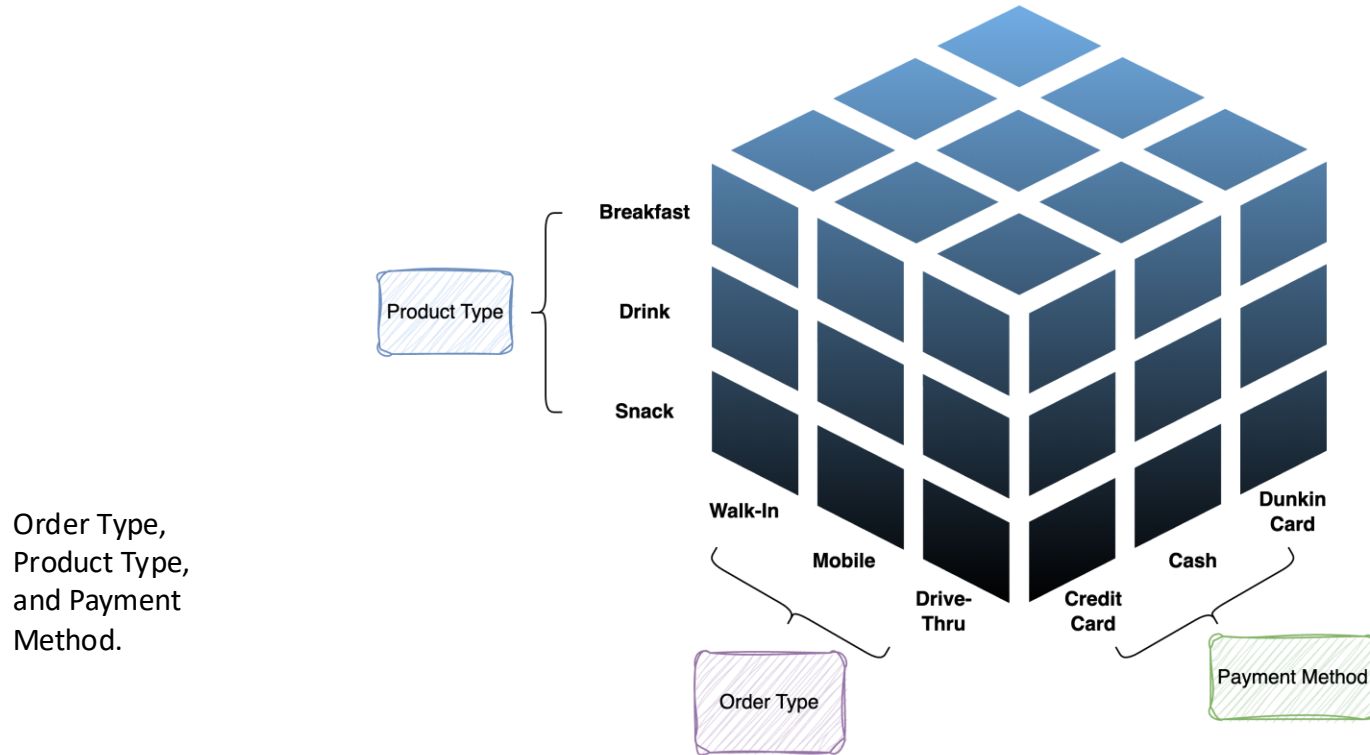 Breakfast
Product Type
Drink
Snack
Order Type,
Product Type,
and Payment
Method.
Walk-In
Mobile
Drive-
Thru
Credit
Card
Cash
Dunkin
Card
Order Type
Payment Method